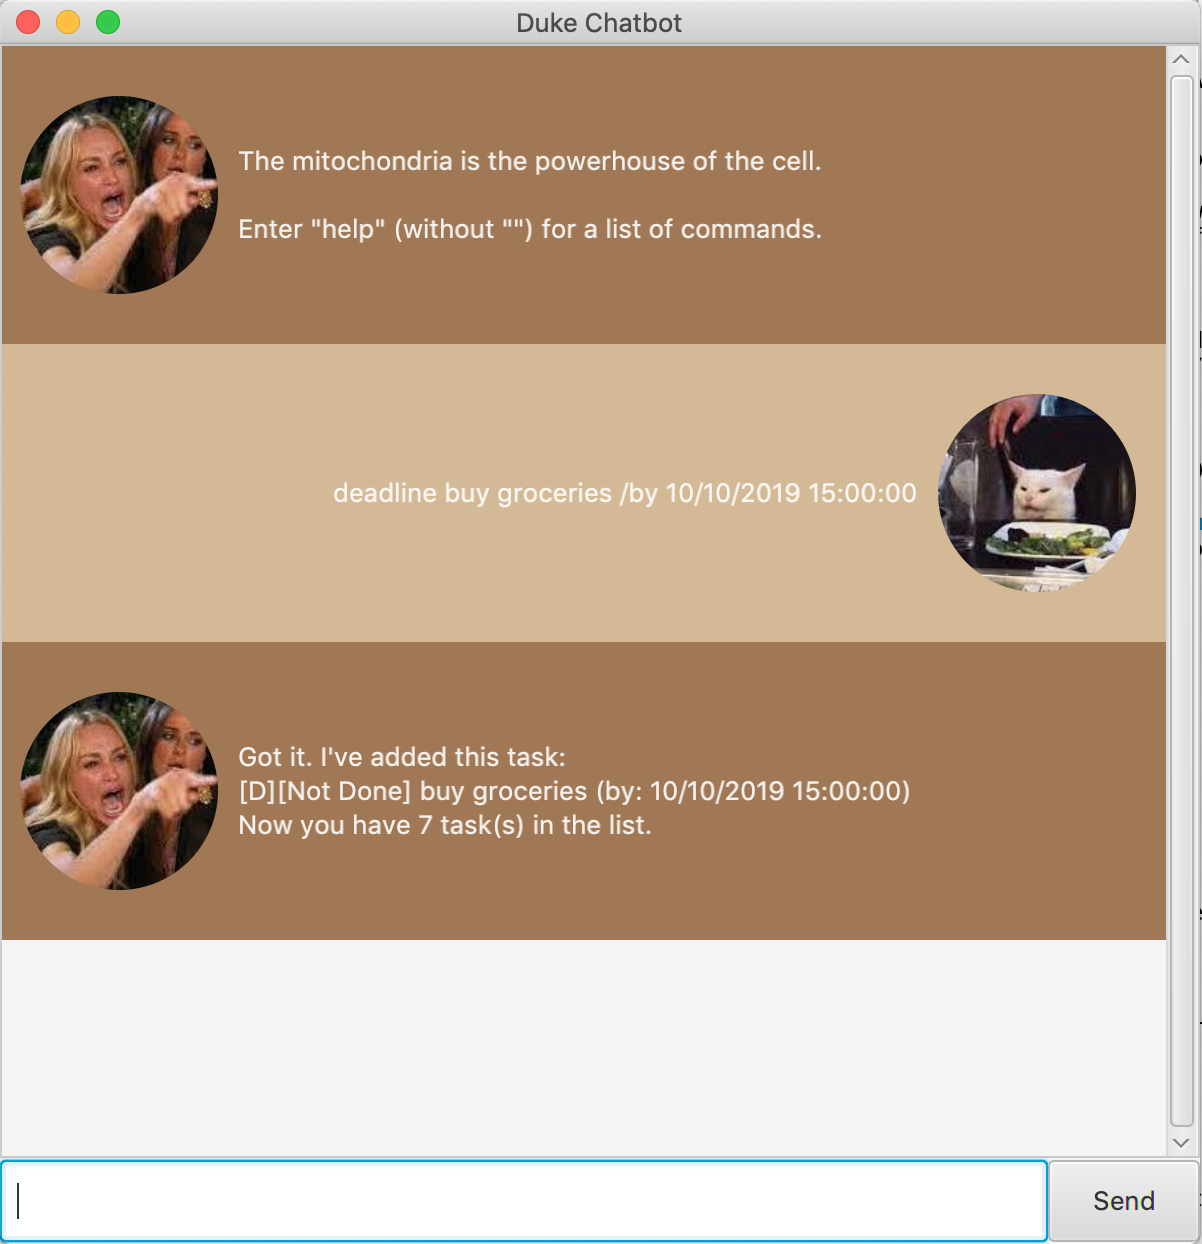 Duke Chatbot
The mitochondria is the powerhouse of the cell.
Enter "help" (without "") for a list of commands.
deadline buy groceries /by 10/10/2019 15:00:00
Got it. I've added this task:
[D][Not Done] buy groceries (by: 10/10/2019 15:00:00)
Now you have 7 task(s) in the list.
Send